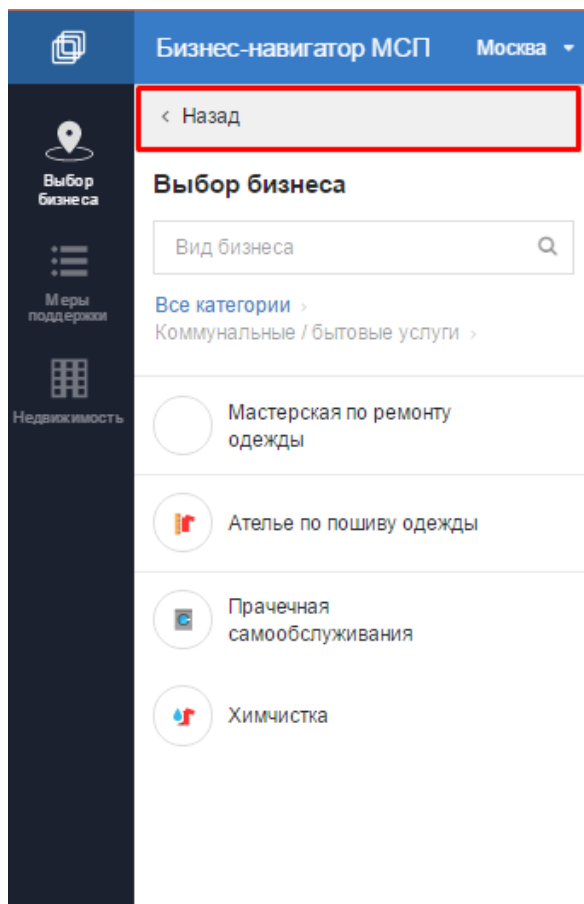 Бизнес-навигатор МСП Москва
< Назад
Выбор
бизнеса
Выбор бизнеса
Вид бизнеса
Меры
поддержки
Все категории ›
Коммунальные / бытовые услуги ›
Недвижимость
Мастерская по ремонту
одежды
Ателье по пошиву одежды
Прачечная
самообслуживания
Химчистка